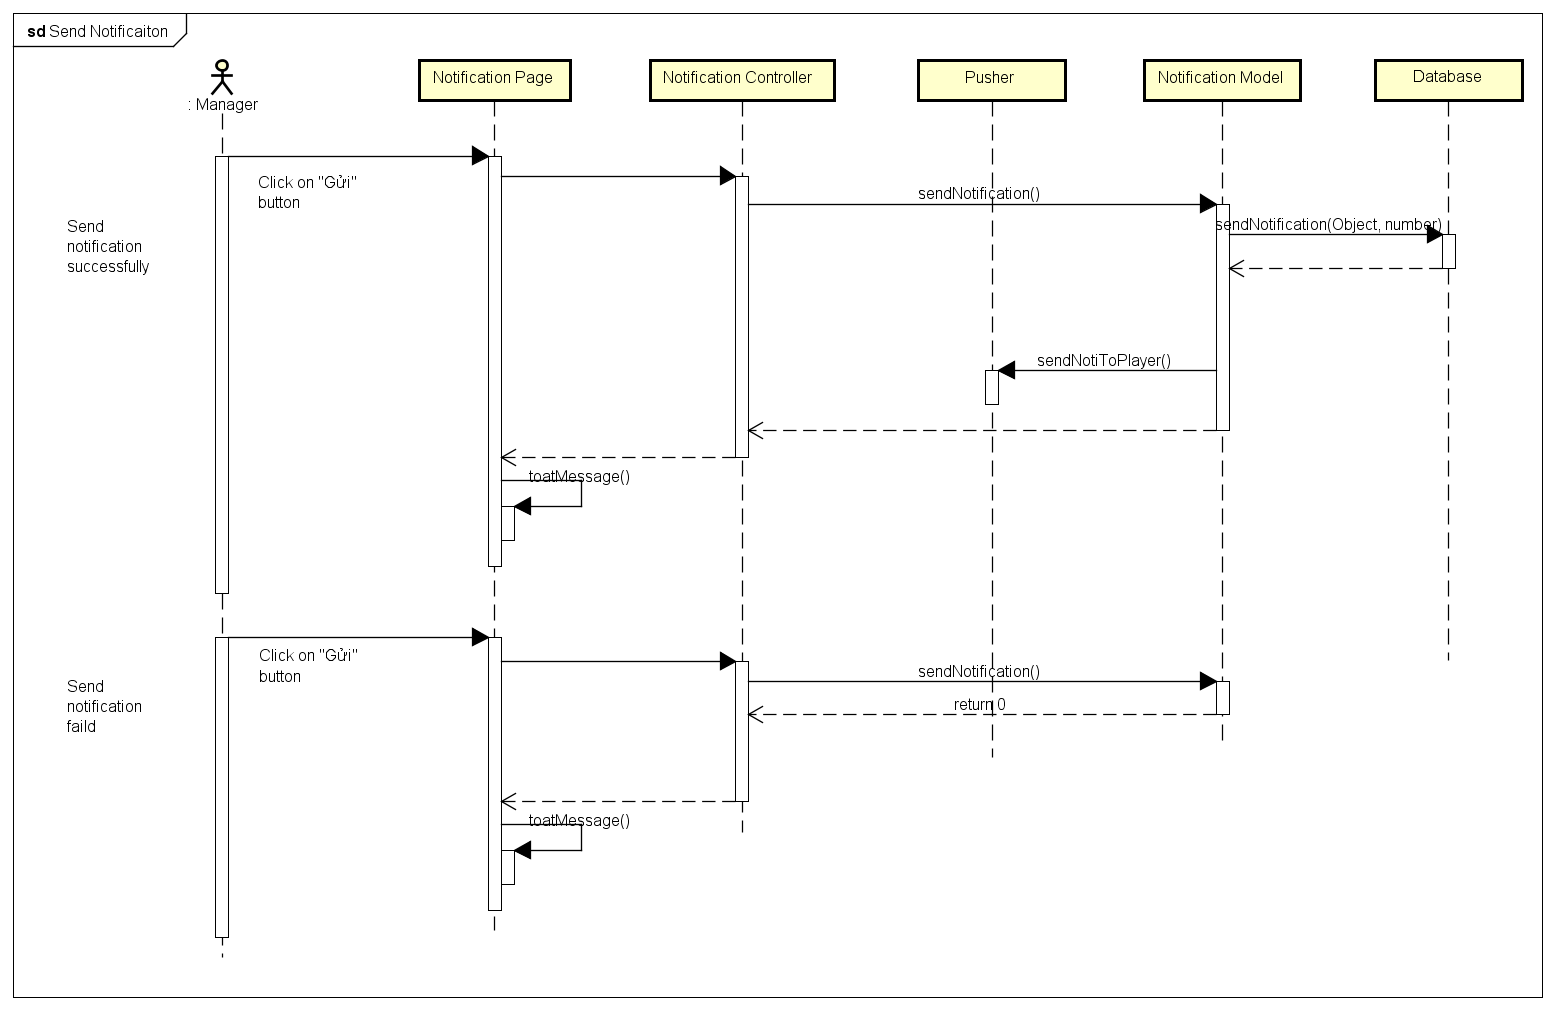 sd Send Notificaiton
: Manager
Notification Page
Notification Controller
Pusher
Notification Model
Database
Click on "Gửi"
button
sendNotification()
sendNotification(Object, number)
Send
notification
successfully
sendNotiToPlayer()
toatMessage()
Click on "Gửi"
button
sendNotification()
return 0
Send
notification
faild
toatMessage()